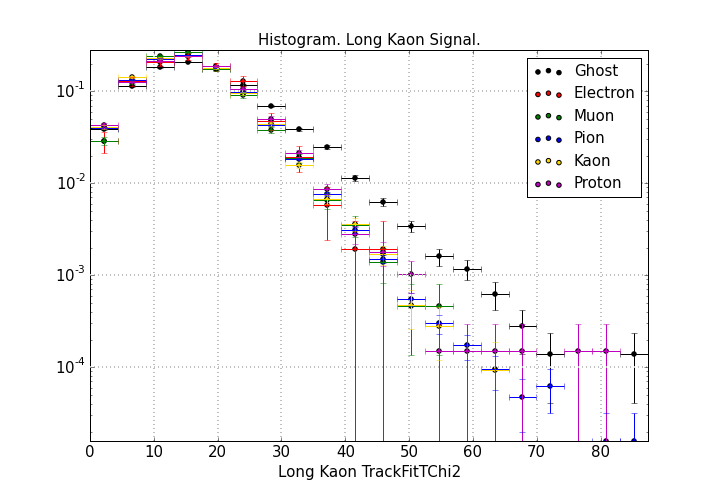 Histogram. Long Kaon Signal.
Ghost
Electron
Muon
Pion
Kaon
Proton
10^-1
10^-2
10^-3
10^-4
0 10 20 30 40 50 60 70 80
Long Kaon TrackFitTChi2